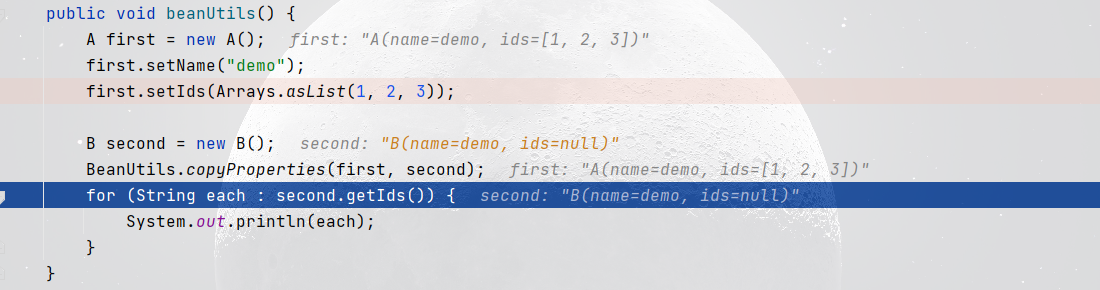 public void beanUtils() {
A first = new A(); first: "A(name=demo, ids=[1, 2, 3])"
first.setName("demo");
first.setIds(Arrays.asList(1, 2, 3));
B second = new B(); second: "B(name=demo, ids=null)"
BeanUtils.copyProperties(first, second); first: "A(name=demo, ids=[1, 2, 3])"
for (String each : second.getIds()) { second: "B(name=demo, ids=null)"
System.out.println(each);
}
}